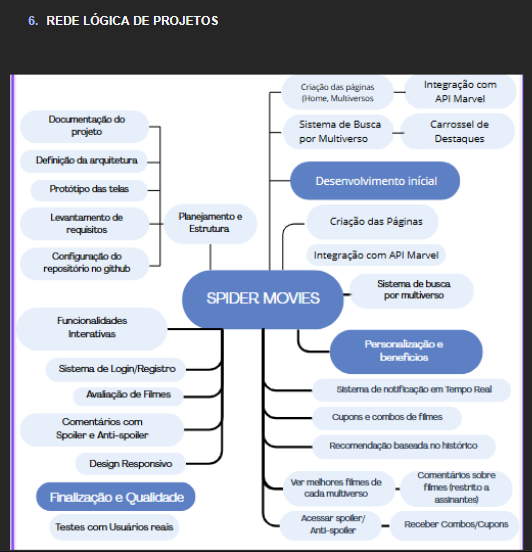 6. REDE LÓGICA DE PROJETOS
Criação das páginas
(Home, Multiversos
Integração com
API Marvel
Sistema de Busca
por Multiverso
Carrossel de
Destaques
Desenvolvimento inícial
Documentação do
projeto
Definição da arquitetura
Protótipo das telas
Levantamento de
requisitos
Configuração do
repositório no github
Planejamento e
Estrutura
Criação das Páginas
Integração com API Marvel
SPIDER MOVIES
Sistema de busca
por multiverso
Personalização e
benefícios
Funcionalidades
Interativas
Sistema de Login/Registro
Avaliação de Filmes
Comentários com
Spoiler e Anti-spoiler
Design Responsivo
Sistema de notificação em Tempo Real
Cupons e combos de filmes
Recomendação baseada no histórico
Ver melhores filmes de
cada multiverso
Comentários sobre
filmes (restrito a
assinantes)
Acessar spoiler/
Anti-spoiler
Receber Combos/Cupons
Finalização e Qualidade
Testes com Usuários reais